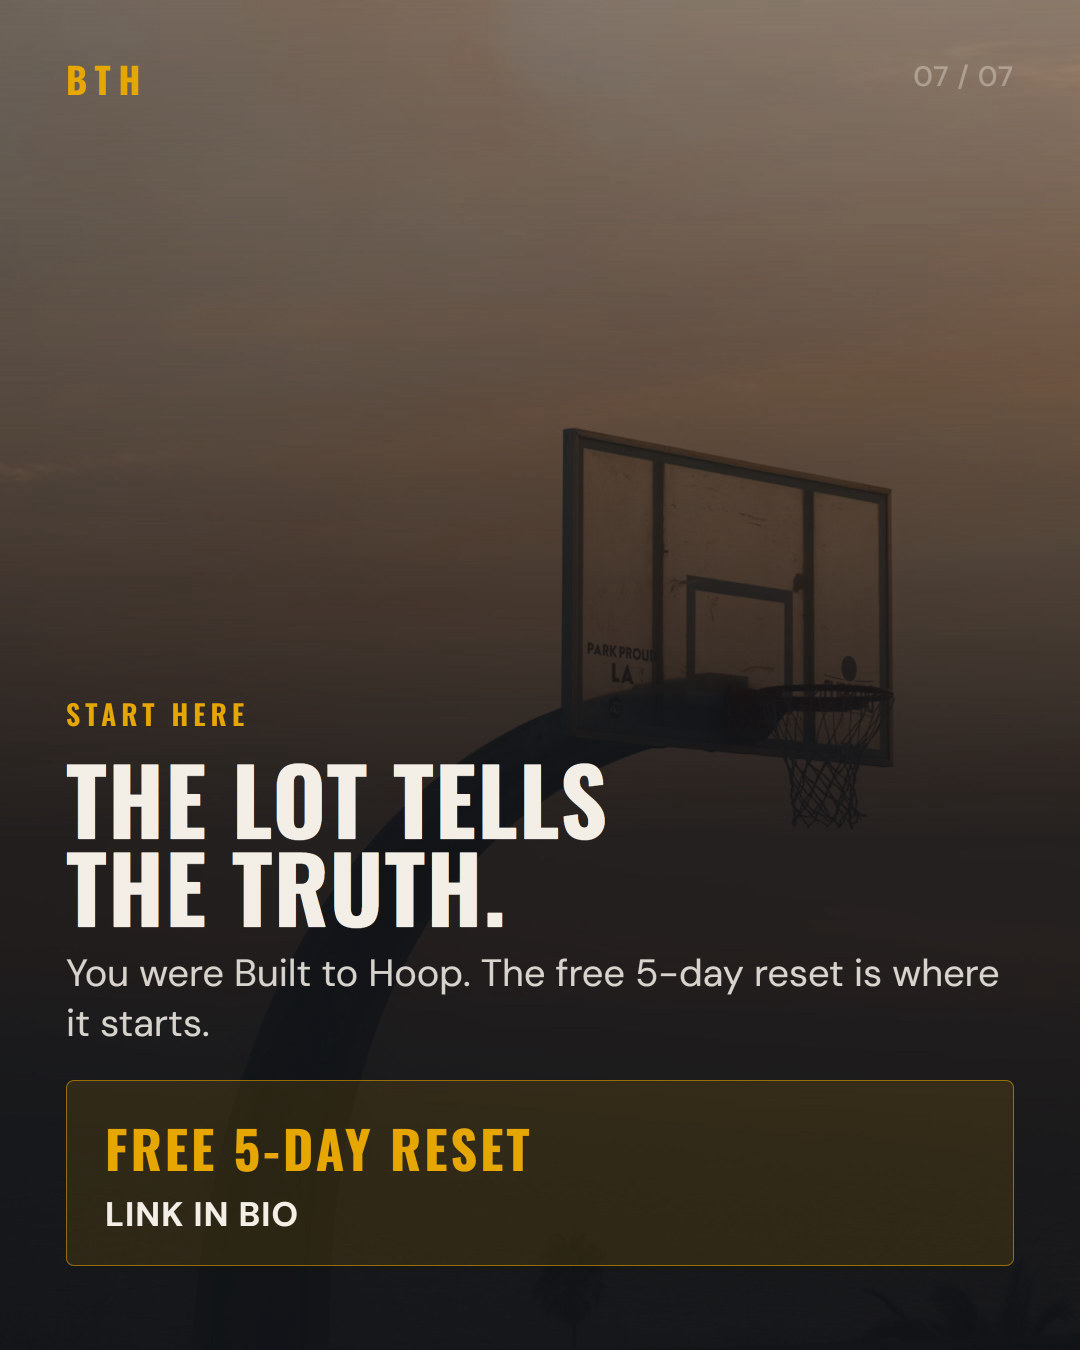 BTH
07 / 07
PARK PROUD
LA
START HERE
THE LOT TELLS
THE TRUTH.
You were Built to Hoop. The free 5-day reset is where
it starts.
FREE 5-DAY RESET
LINK IN BIO